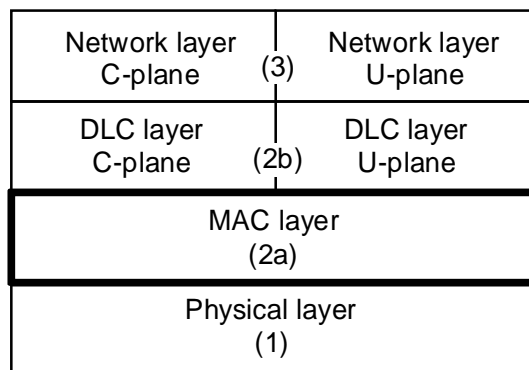 Network layer
C-plane
Network layer
U-plane
(3)
DLC layer
C-plane
DLC layer
U-plane
(2b)
MAC layer
(2a)
Physical layer
(1)